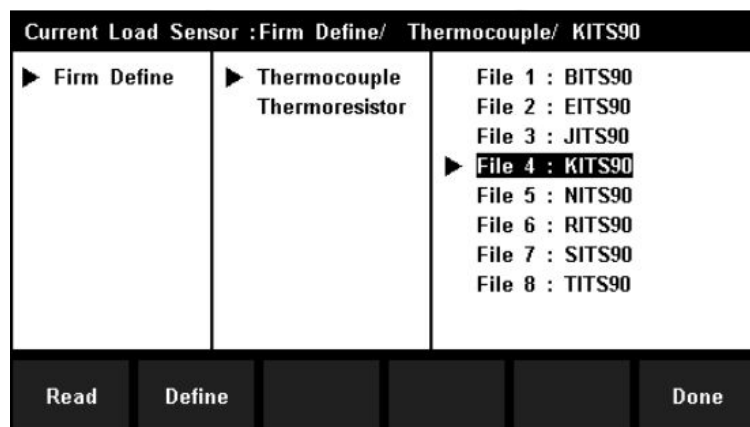 Current Load Sensor :Firm Define/ Thermocouple/ KITS90
Firm Define
Thermocouple
Thermoresistor
File 1 : BITS90
File 2 : EITS90
File 3 : JITS90
File 4 : KITS90
File 5 : NITS90
File 6 : RITS90
File 7 : SITS90
File 8 : TITS90
Read
Define
Done